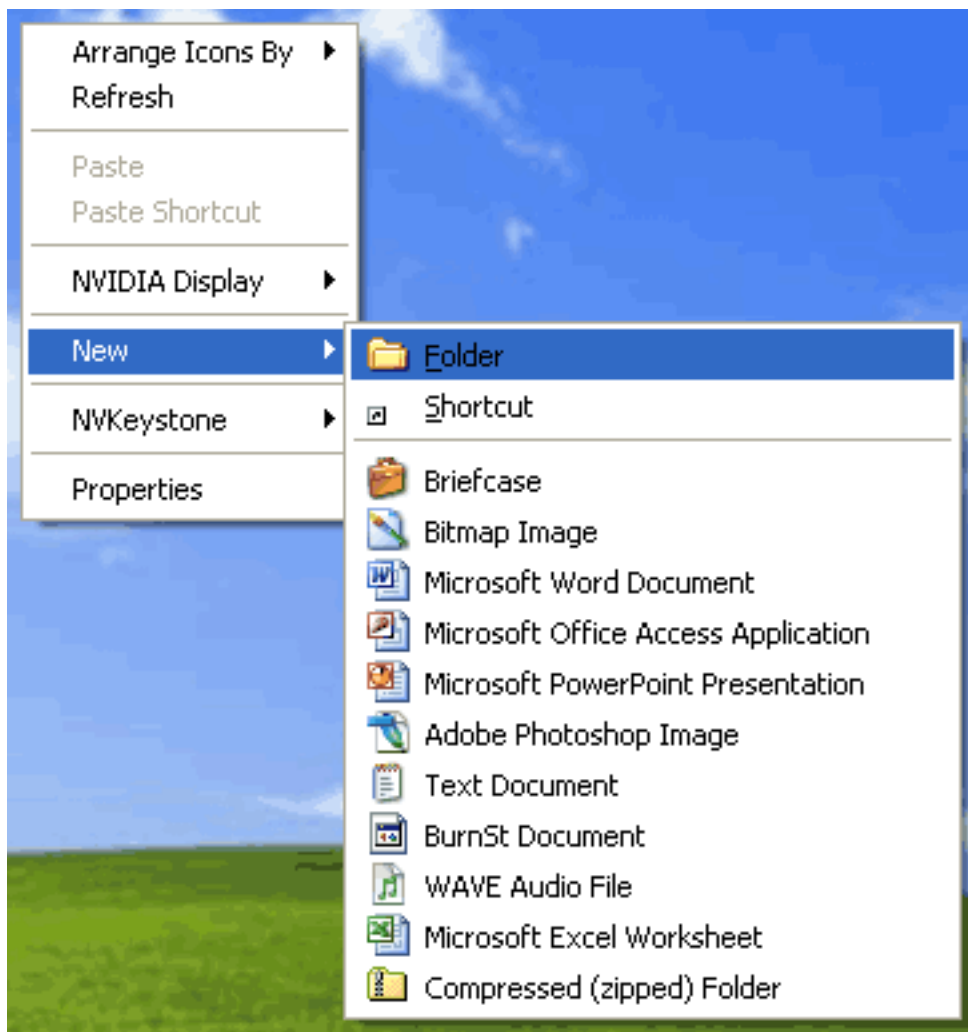 Arrange Icons By
Refresh
Paste
Paste Shortcut
NVIDIA Display
New
NVKeystone
Properties
Folder
Shortcut
Briefcase
Bitmap Image
Microsoft Word Document
Microsoft Office Access Application
Microsoft PowerPoint Presentation
Adobe Photoshop Image
Text Document
BurnSt Document
WAVE Audio File
Microsoft Excel Worksheet
Compressed (zipped) Folder